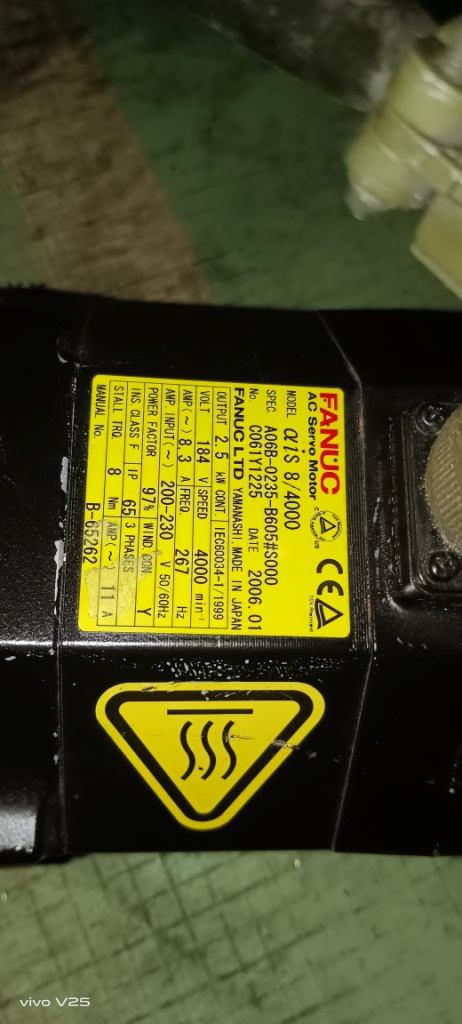 FANUC
AC Servo Motor
CE
MODEL αis 8/4000
SPEC. A06B-0235-B605#S000
No. C061Y1225 DATE 2006.01
FANUC LTD YAMANASHI, MADE IN JAPAN
OUTPUT 2.5 kW CONT IEC60034-1/1999
VOLT 184 V SPEED 4000 min-1
AMP(~) 8.3 A FREQ. 267 Hz
AMP. INPUT(~) 200-230 V 50/60Hz
POWER FACTOR 97% WIND CON. Y
INS CLASS F IP 65 3 PHASES
STALL TRQ. 8 Nm AMP(~) 11 A
MANUAL No. B-65262
vivo V25